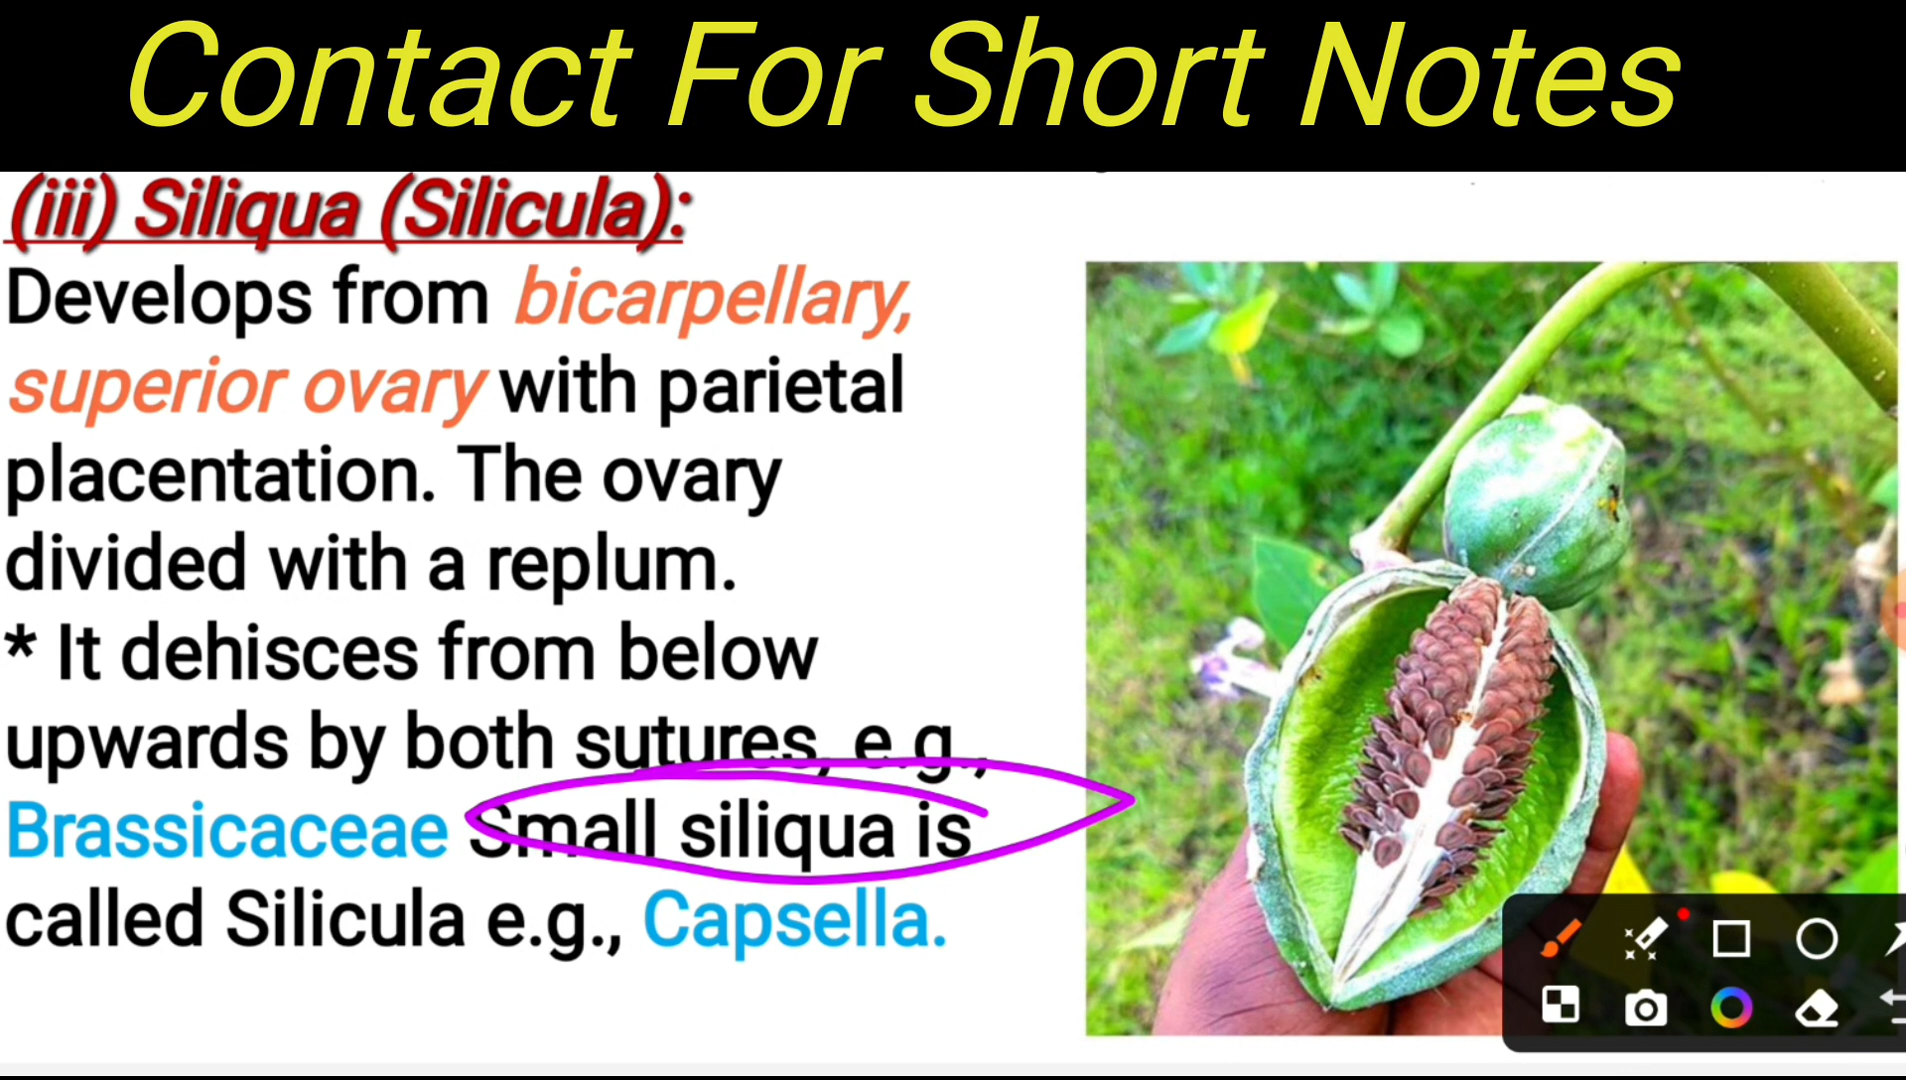 Contact For Short Notes
(iii) Siliqua (Silicula):
Develops from bicarpellary,
superior ovary with parietal
placentation. The ovary
divided with a replum.
* It dehisces from below
upwards by both sutures, e.g.,
Brassicaceae Small siliqua is
called Silicula e.g., Capsella.